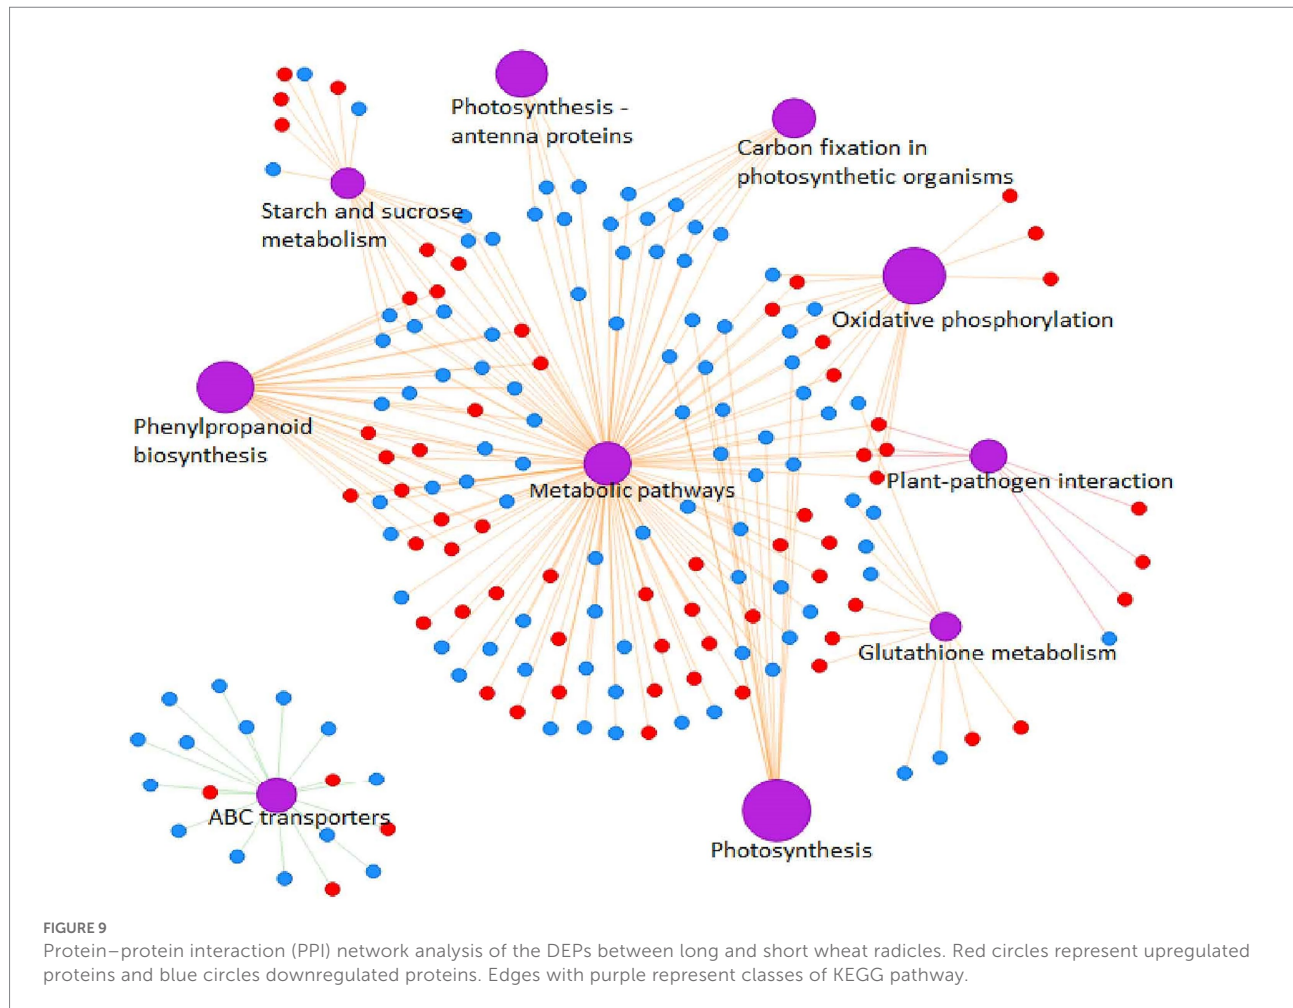 Photosynthesis -
antenna proteins
Carbon fixation in
photosynthetic organisms
Starch and sucrose
metabolism
Oxidative phosphorylation
Phenylpropanoid
biosynthesis
Metabolic pathways
Plant-pathogen interaction
Glutathione metabolism
ABC transporters
Photosynthesis
FIGURE 9
Protein–protein interaction (PPI) network analysis of the DEPs between long and short wheat radicles. Red circles represent upregulated
proteins and blue circles downregulated proteins. Edges with purple represent classes of KEGG pathway.